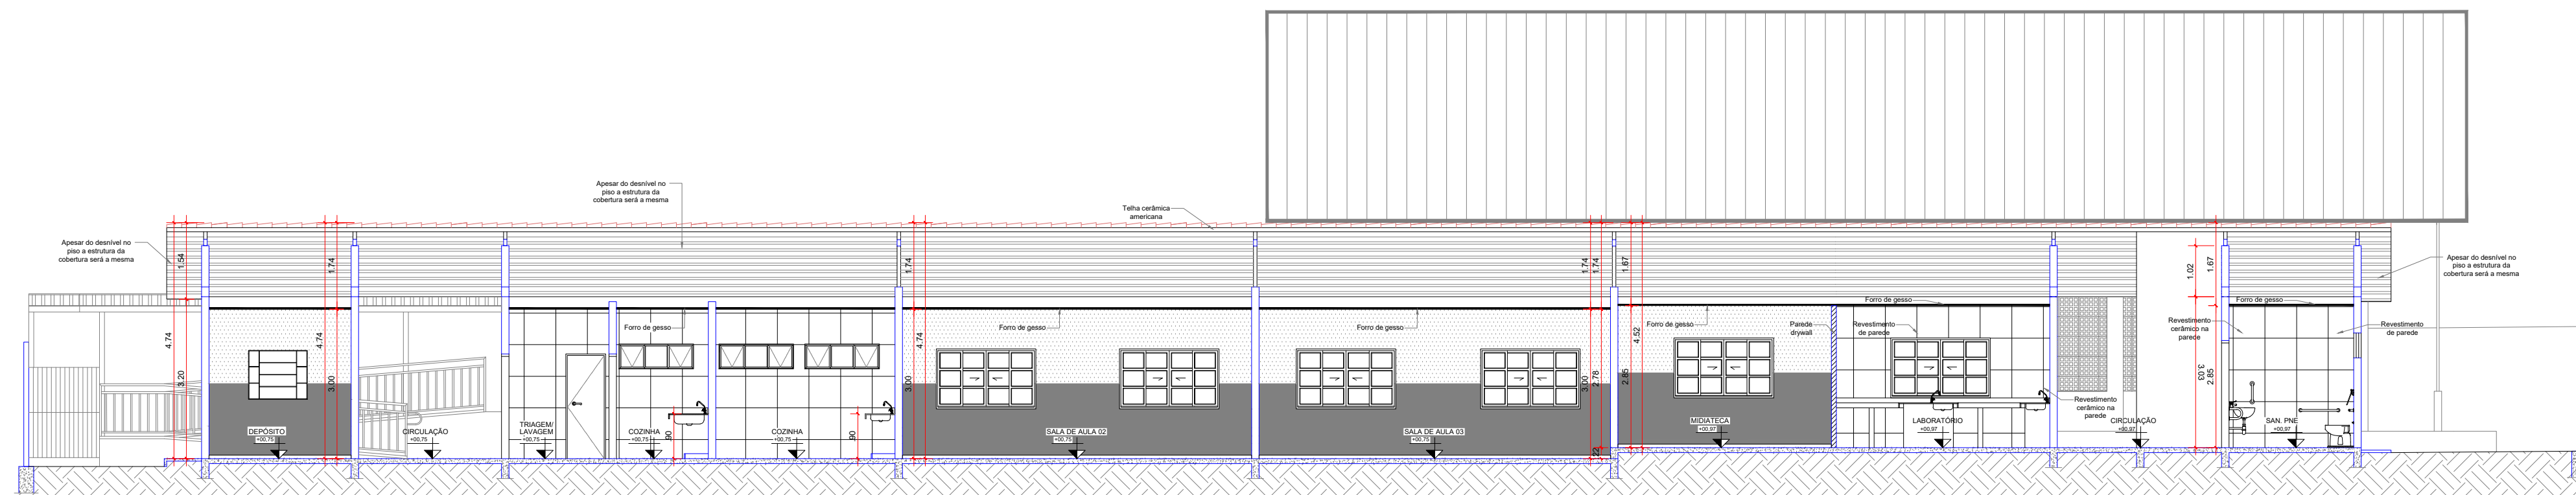 Apesar do desnível no
piso a estrutura da
cobertura será a mesma
Telha cerâmica
americana
Apesar do desnível no
piso a estrutura da
cobertura será a mesma
Apesar do desnível no
piso a estrutura da
cobertura será a mesma
1.54
1.74
1.74
1.74
1.74
1.67
1.02
1.67
4.74
3.20
4.74
3.00
4.74
3.00
3.00
2.78
.22
4.52
2.85
3.03
2.85
.90
.90
Forro de gesso
Forro de gesso
Forro de gesso
Forro de gesso
Forro de gesso
Forro de gesso
Parede
drywall
Revestimento
de parede
Revestimento
cerâmico na
parede
Revestimento
cerâmico na
parede
Revestimento
de parede
DEPÓSITO
+00,75
CIRCULAÇÃO
+00,75
TRIAGEM/
LAVAGEM
+00,75
COZINHA
+00,75
COZINHA
+00,75
SALA DE AULA 02
+00,75
SALA DE AULA 03
+00,75
MIDIATECA
+00,97
LABORATÓRIO
+00,97
CIRCULAÇÃO
+00,97
SAN. PNE
+00,97